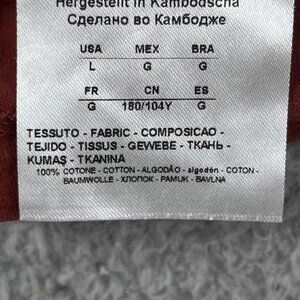 Hergestellt in Kambodscha
Сделано во Камбодже
USA MEX BRA
L G G
FR CN ES
G 180/104Y G
TESSUTO - FABRIC - COMPOSICAO -
TEJIDO - TISSUS - GEWEBE - ТКАНЬ -
KUMAŞ - TKANINA
100% COTONE - COTTON - ALGODÃO - algodón - COTON -
BAUMWOLLE - ХЛОПОК - PAMUK - BAVLNA